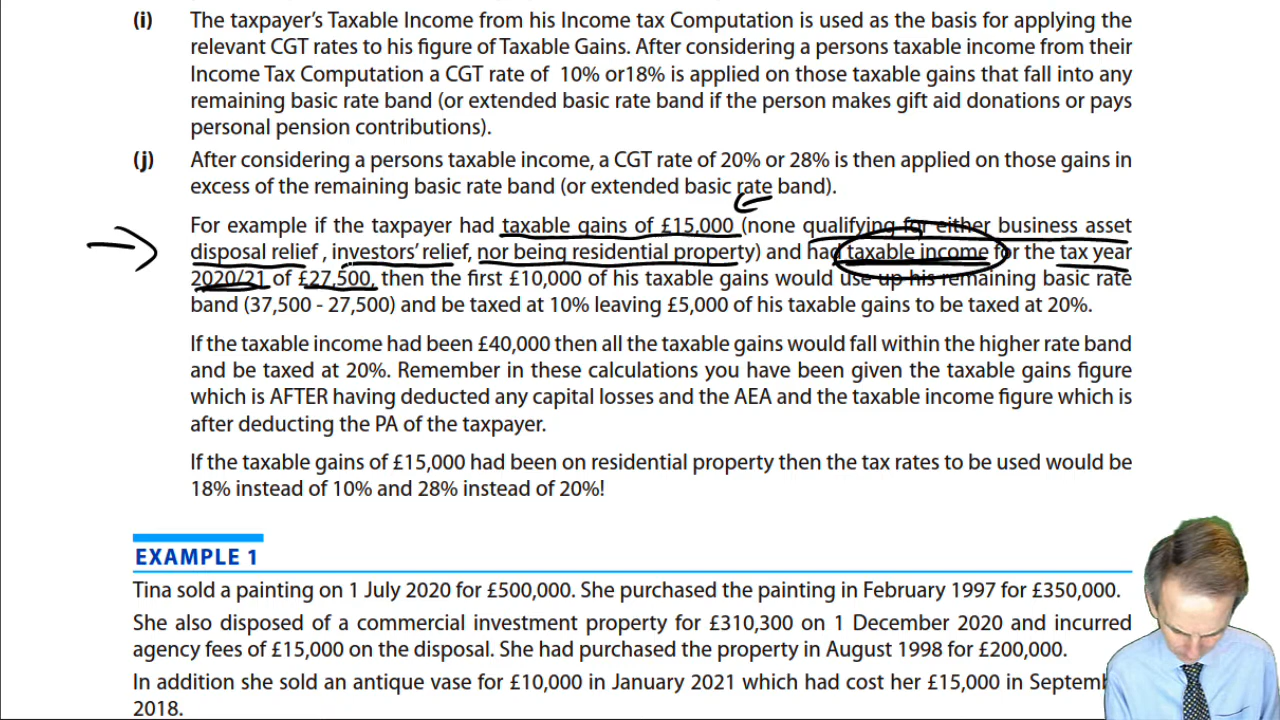 (i) The taxpayer's Taxable Income from his Income tax Computation is used as the basis for applying the
relevant CGT rates to his figure of Taxable Gains. After considering a persons taxable income from their
Income Tax Computation a CGT rate of 10% or18% is applied on those taxable gains that fall into any
remaining basic rate band (or extended basic rate band if the person makes gift aid donations or pays
personal pension contributions).
(j) After considering a persons taxable income, a CGT rate of 20% or 28% is then applied on those gains in
excess of the remaining basic rate band (or extended basic rate band).
For example if the taxpayer had taxable gains of £15,000 (none qualifying for either business asset
disposal relief , investors' relief, nor being residential property) and had taxable income for the tax year
2020/21 of £27,500, then the first £10,000 of his taxable gains would use up his remaining basic rate
band (37,500 - 27,500) and be taxed at 10% leaving £5,000 of his taxable gains to be taxed at 20%.
If the taxable income had been £40,000 then all the taxable gains would fall within the higher rate band
and be taxed at 20%. Remember in these calculations you have been given the taxable gains figure
which is AFTER having deducted any capital losses and the AEA and the taxable income figure which is
after deducting the PA of the taxpayer.
If the taxable gains of £15,000 had been on residential property then the tax rates to be used would be
18% instead of 10% and 28% instead of 20%!
EXAMPLE 1
Tina sold a painting on 1 July 2020 for £500,000. She purchased the painting in February 1997 for £350,000.
She also disposed of a commercial investment property for £310,300 on 1 December 2020 and incurred
agency fees of £15,000 on the disposal. She had purchased the property in August 1998 for £200,000.
In addition she sold an antique vase for £10,000 in January 2021 which had cost her £15,000 in
2018.